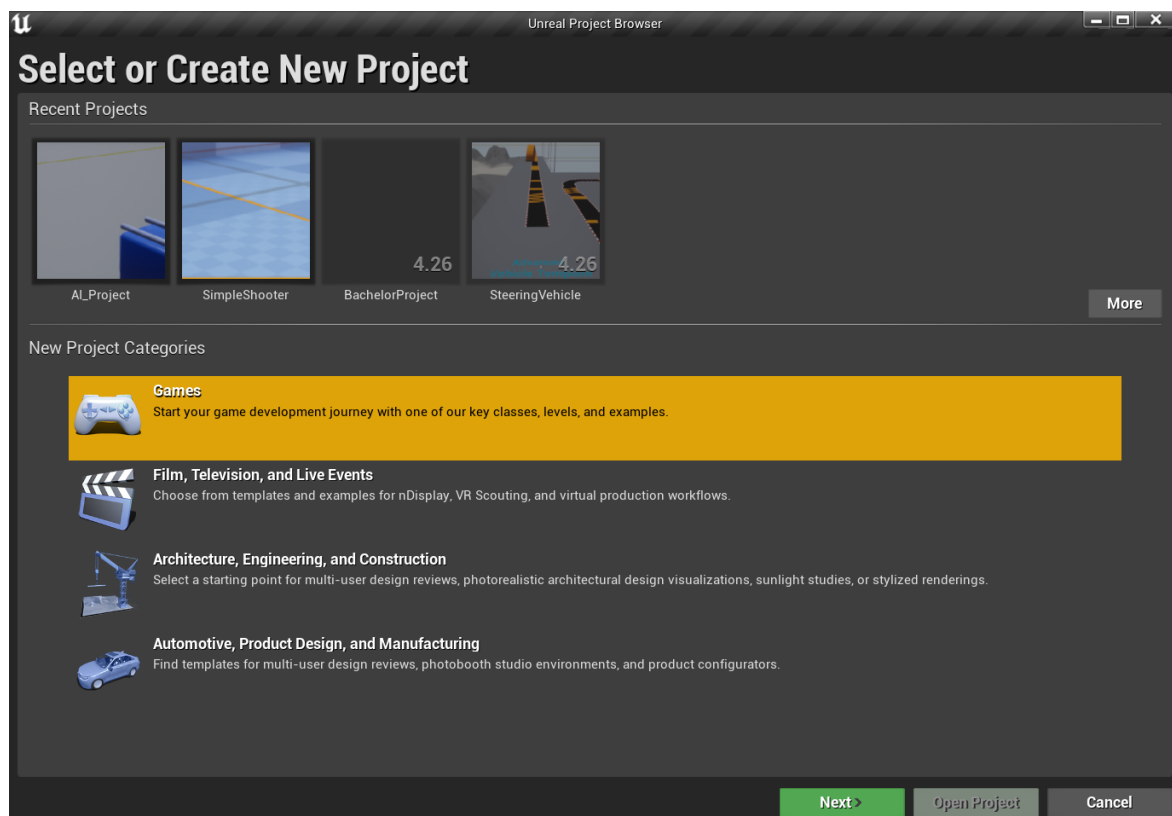 Unreal Project Browser
Select or Create New Project
Recent Projects
4.26
4.26
AI_Project
SimpleShooter
BachelorProject
SteeringVehicle
More
New Project Categories
Games
Start your game development journey with one of our key classes, levels, and examples.
Film, Television, and Live Events
Choose from templates and examples for nDisplay, VR Scouting, and virtual production workflows.
Architecture, Engineering, and Construction
Select a starting point for multi-user design reviews, photorealistic architectural design visualizations, sunlight studies, or stylized renderings.
Automotive, Product Design, and Manufacturing
Find templates for multi-user design reviews, photobooth studio environments, and product configurators.
Next>
Open Project
Cancel